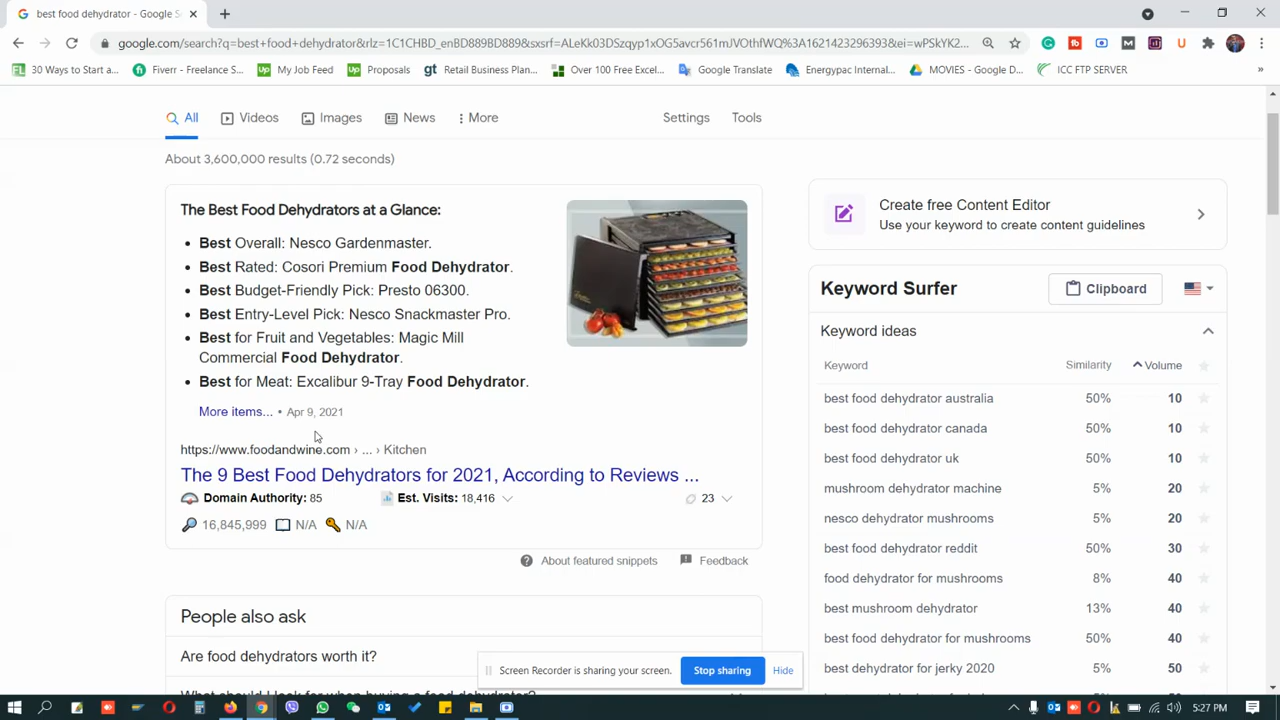 best food dehydrator - Google S
google.com/search?q=best+food+dehydrator&rlz=1C1CHBD_enBD889BD889&sxsrf=ALeKk03DSzqyp1xOG5avcr561mJVOthfWQ%3A1621423296393&ei=wPSkYK2...
30 Ways to Start a...
Fiverr - Freelance S...
My Job Feed
Proposals
Retail Business Plan...
Over 100 Free Excel...
Google Translate
Energypac Internal...
MOVIES - Google D...
ICC FTP SERVER
All
Videos
Images
News
More
Settings
Tools
About 3,600,000 results (0.72 seconds)
The Best Food Dehydrators at a Glance:
Best Overall: Nesco Gardenmaster.
Best Rated: Cosori Premium Food Dehydrator.
Best Budget-Friendly Pick: Presto 06300.
Best Entry-Level Pick: Nesco Snackmaster Pro.
Best for Fruit and Vegetables: Magic Mill
Commercial Food Dehydrator.
Best for Meat: Excalibur 9-Tray Food Dehydrator.
More items... • Apr 9, 2021
https://www.foodandwine.com › ... › Kitchen
The 9 Best Food Dehydrators for 2021, According to Reviews ...
Domain Authority: 85
Est. Visits: 18,416
23
16,845,999
N/A
N/A
About featured snippets
Feedback
People also ask
Are food dehydrators worth it?
What should I look for when buying a food dehydrator?
Create free Content Editor
Use your keyword to create content guidelines
Keyword Surfer
Clipboard
Keyword ideas
Keyword Similarity Volume
best food dehydrator australia 50% 10
best food dehydrator canada 50% 10
best food dehydrator uk 50% 10
mushroom dehydrator machine 5% 20
nesco dehydrator mushrooms 5% 20
best food dehydrator reddit 50% 30
food dehydrator for mushrooms 8% 40
best mushroom dehydrator 13% 40
best food dehydrator for mushrooms 50% 40
best dehydrator for jerky 2020 5% 50
Screen Recorder is sharing your screen.
Stop sharing
Hide
5:27 PM